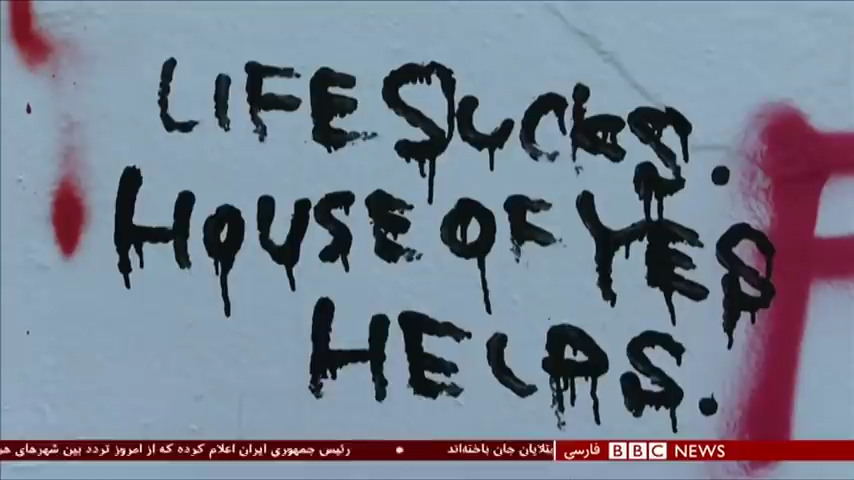 LIFE SUCKS.
HOUSE OF YES
HELPS.
رئیس جمهوری ایران اعلام کرده که از امروز تردد بین شهرهای
جان باخته‌اند
BBC NEWS فارسی